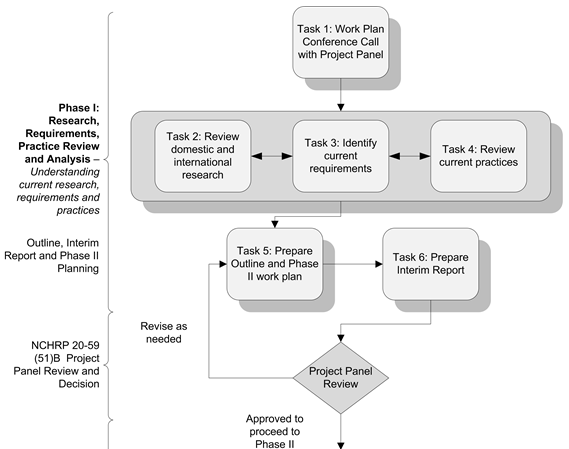 Task 1: Work Plan
Conference Call
with Project Panel
Phase I:
Research,
Requirements,
Practice Review
and Analysis –
Understanding
current research,
requirements and
practices
Task 2: Review
domestic and
international
research
Task 3: Identify
current
requirements
Task 4: Review
current practices
Outline, Interim
Report and Phase II
Planning
Task 5: Prepare
Outline and Phase
II work plan
Task 6: Prepare
Interim Report
Revise as
needed
NCHRP 20-59
(51)B Project
Panel Review and
Decision
Project Panel
Review
Approved to
proceed to
Phase II